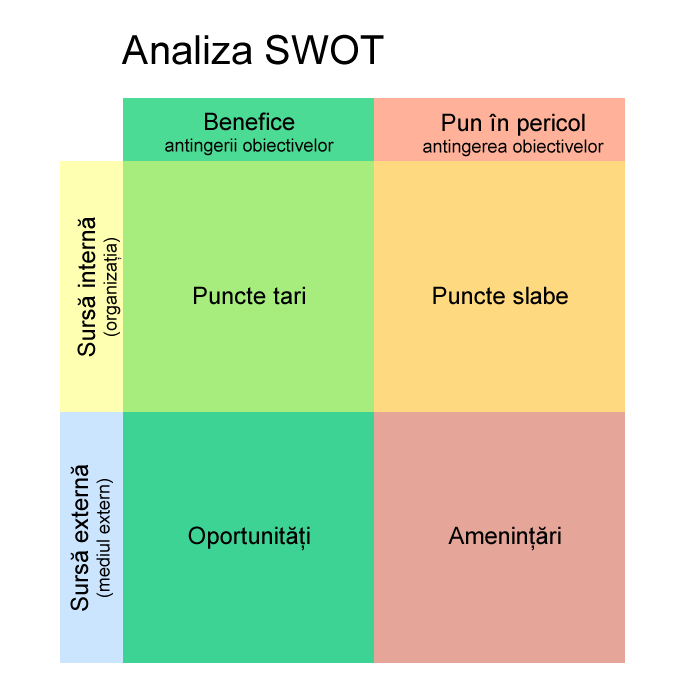 Analiza SWOT
Benefice
antingerii obiectivelor
Pun în pericol
antingerea obiectivelor
Sursă internă
(organizația)
Puncte tari
Puncte slabe
Sursă externă
(mediul extern)
Oportunități
Amenințări